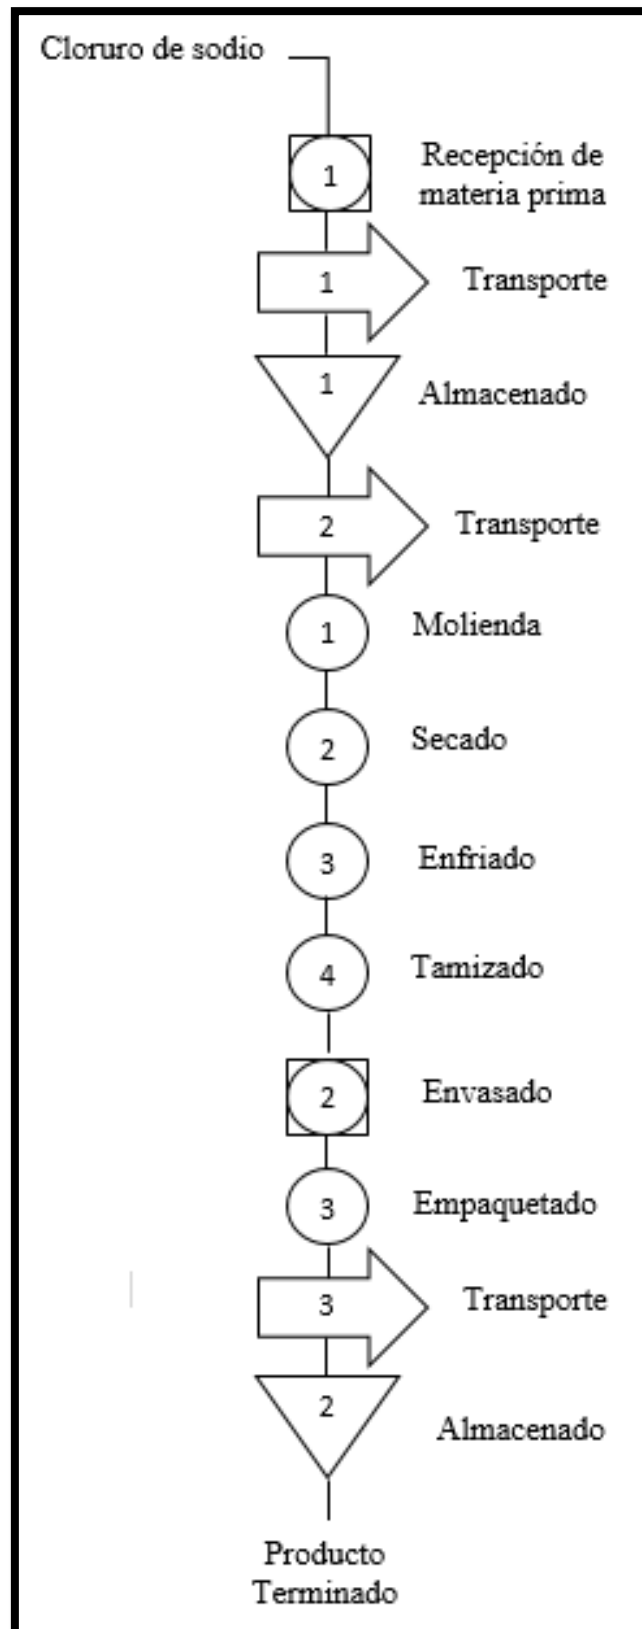 Cloruro de sodio
1
Recepción de
materia prima
1
Transporte
1
Almacenado
2
Transporte
1
Molienda
2
Secado
3
Enfriado
4
Tamizado
2
Envasado
3
Empaquetado
3
Transporte
2
Almacenado
Producto
Terminado